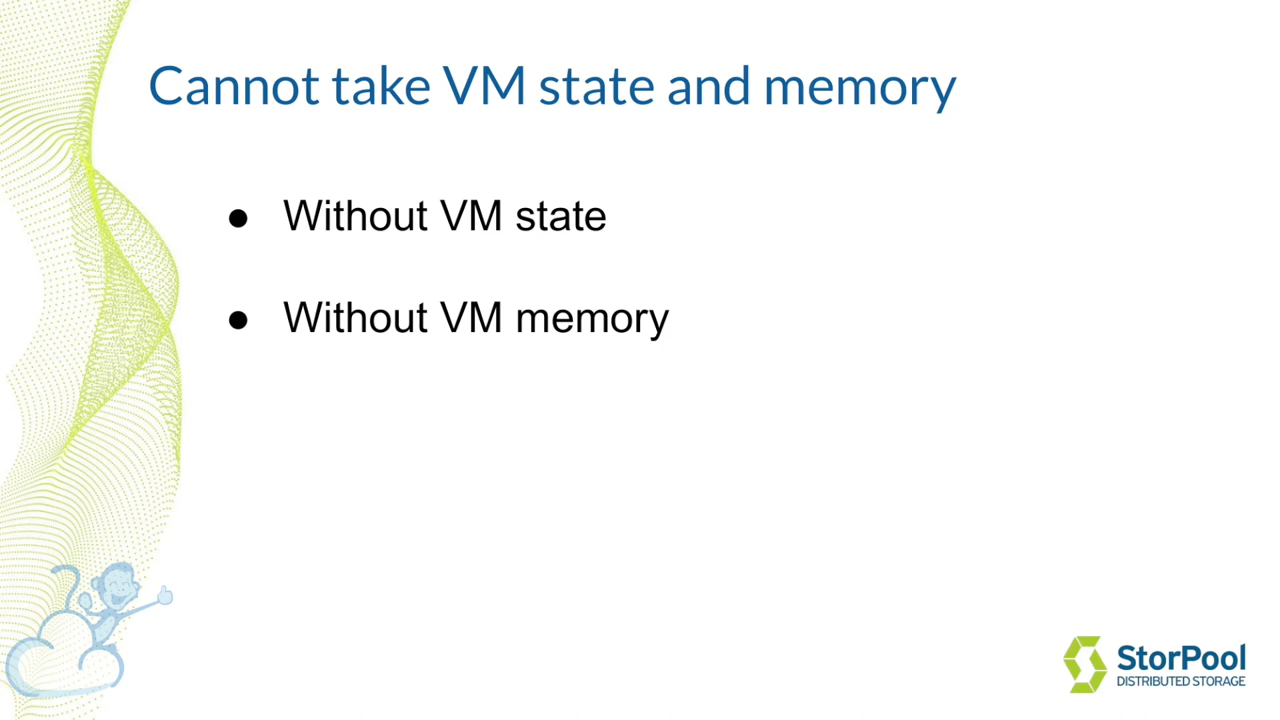 Cannot take VM state and memory
● Without VM state
● Without VM memory
StorPool
DISTRIBUTED STORAGE